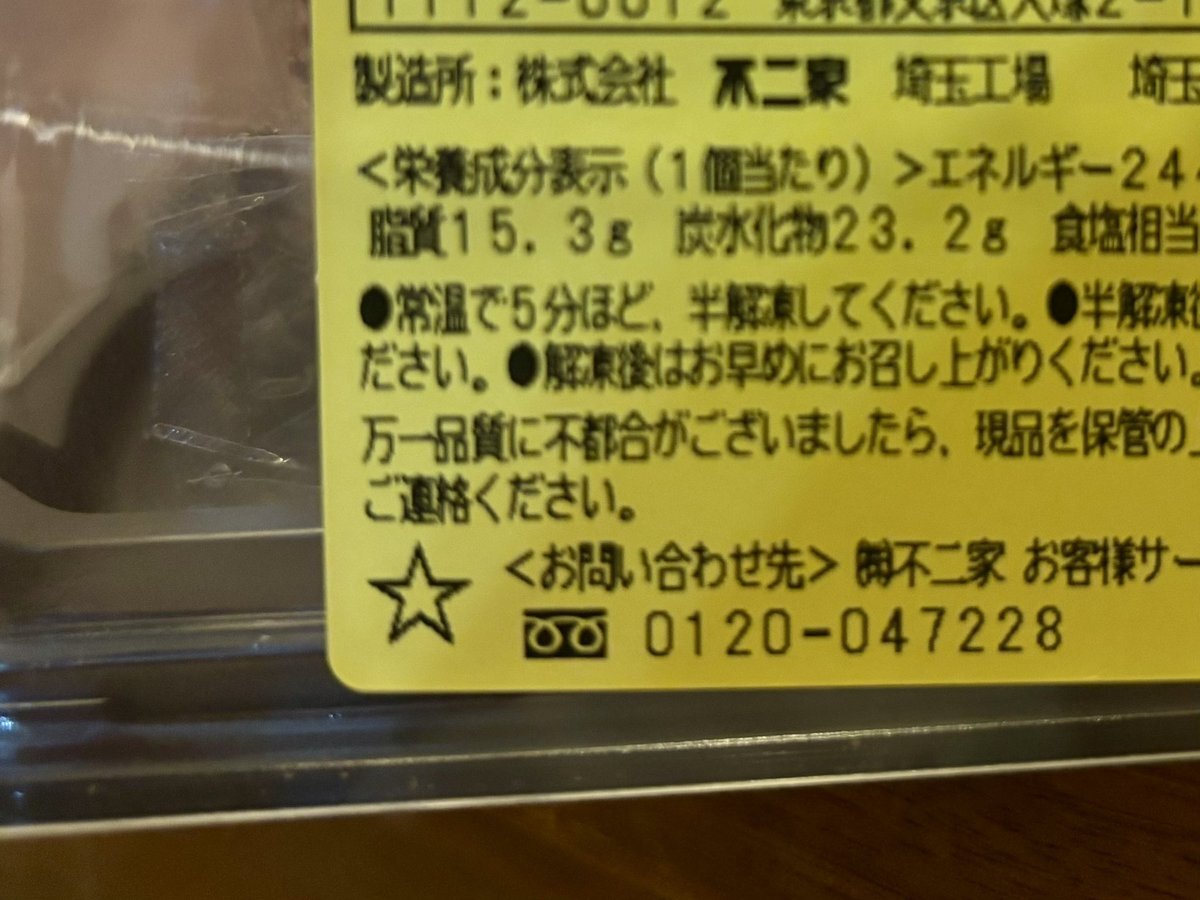 製造所：株式会社 不二家 埼玉工場 埼玉
<栄養成分表示（1個当たり）>エネルギー24
脂質15.3g 炭水化物23.2g 食塩相当
●常温で5分ほど、半解凍してください。●半解凍
ださい。●解凍後はお早めにお召し上がりください。
万一品質に不都合がございましたら、現品を保管の
ご連絡ください。
☆ <お問い合わせ先> ㈱不二家 お客様サー
0120-047228